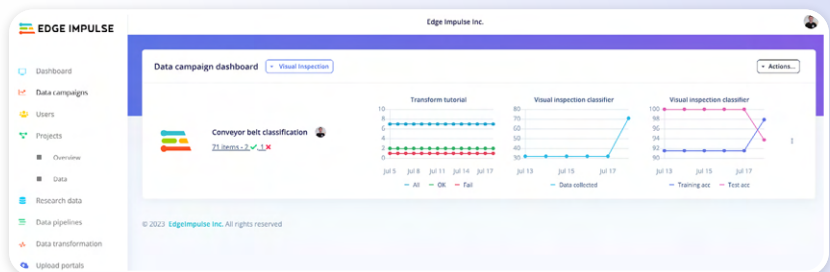 EDGE IMPULSE
Edge Impulse Inc.
Dashboard
Data campaigns
Users
Projects
Overview
Data
Research data
Data pipelines
Data transformation
Upload portals
Data campaign dashboard
Visual Inspection
Actions...
Conveyor belt classification
71 items - 2 ✓, 1 ✗
Transform tutorial
10
8
6
4
2
0
Jul 5 Jul 8 Jul 11 Jul 14 Jul 17
All OK Fail
Visual inspection classifier
80
70
60
50
40
30
Jul 13 Jul 15 Jul 17
Data collected
Visual inspection classifier
100
98
96
94
92
90
Jul 13 Jul 15 Jul 17
Training acc Test acc
© 2023 EdgeImpulse Inc. All rights reserved